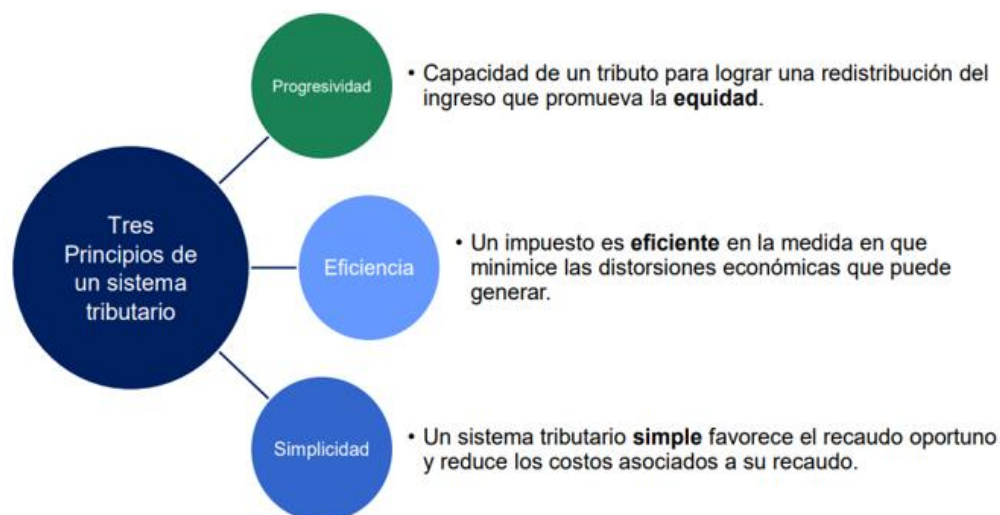 Tres
Principios de
un sistema
tributario
Progresividad
• Capacidad de un tributo para lograr una redistribución del
ingreso que promueva la equidad.
Eficiencia
• Un impuesto es eficiente en la medida en que
minimice las distorsiones económicas que puede
generar.
Simplicidad
• Un sistema tributario simple favorece el recaudo oportuno
y reduce los costos asociados a su recaudo.